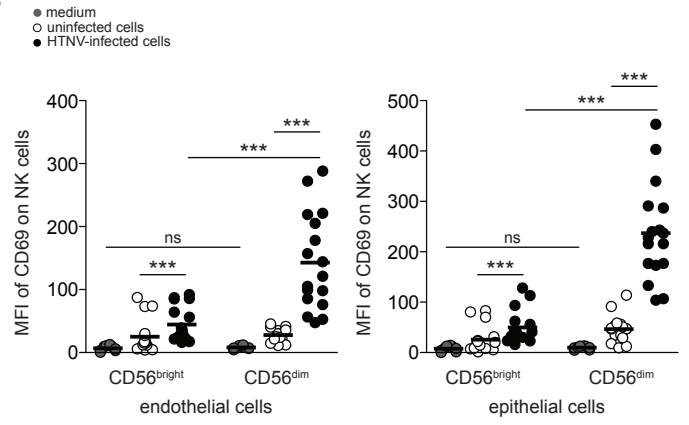 medium
uninfected cells
HTNV-infected cells
MFI of CD69 on NK cells
400
300
200
100
0
***
***
ns
***
CD56bright
CD56dim
endothelial cells
MFI of CD69 on NK cells
500
400
300
200
100
0
***
***
ns
***
CD56bright
CD56dim
epithelial cells